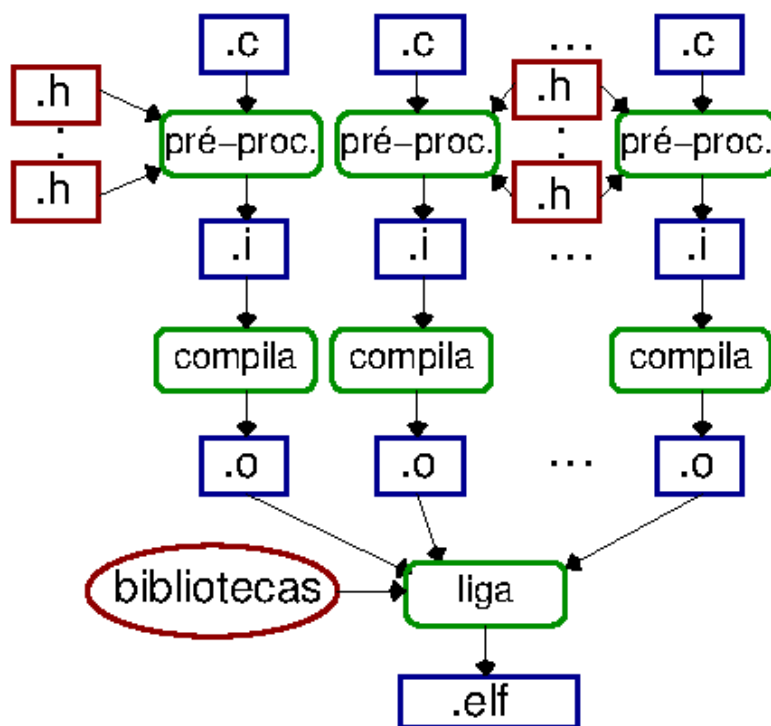 .c .c ... .c
.h .h
pré-proc. pré-proc. pré-proc.
.h .h
.i .i ... .i
compila compila compila
.o .o ... .o
bibliotecas liga
.elf